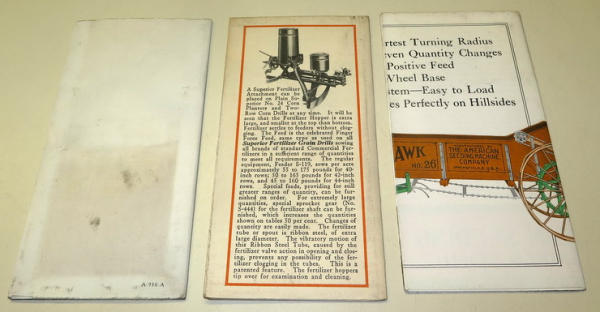 A-916-A
A Superior Fertilizer
Attachment can be
placed on Plain Su-
perior No. 24 Corn
Planters and Two-
Row Corn Drills at any time. It will be
seen that the Fertilizer Hopper is extra
large, and smaller at the top than bottom.
Fertilizer settles to feeders without clog-
ging. The Feed is the celebrated Finger
Force Feed, same type as used on all
Superior Fertilizer Grain Drills sowing
all brands of standard Commercial Fer-
tilizers in a sufficient range of quantities
to meet all requirements. The regular
equipment, Feeder S-119, sows per acre
approximately 55 to 175 pounds for 40-
inch rows; 50 to 165 pounds for 42-inch
rows, and 45 to 160 pounds for 44-inch
rows. Special feeds, providing for still
greater ranges of quantity, can be fur-
nished on order. For extremely large
quantities, special sprocket gear (No.
S-444) for the fertilizer shaft can be fur-
nished, which increases the quantities
shown on tables 50 per cent. Changes of
quantity are easily made. The fertilizer
tube or spout is ribbon steel, of extra
large diameter. The vibratory motion of
this Ribbon Steel Tube, caused by the
fertilizer valve action in opening and clos-
ing, prevents any possibility of the fer-
tilizer clogging in the tubes. This is a
patented feature. The fertilizer hoppers
tip over for examination and cleaning.
rtest Turning Radius
ven Quantity Changes
Positive Feed
Wheel Base
stem—Easy to Load
es Perfectly on Hillsides
AWK
NO. 26
THE AMERICAN
SEEDING MACHINE
COMPANY